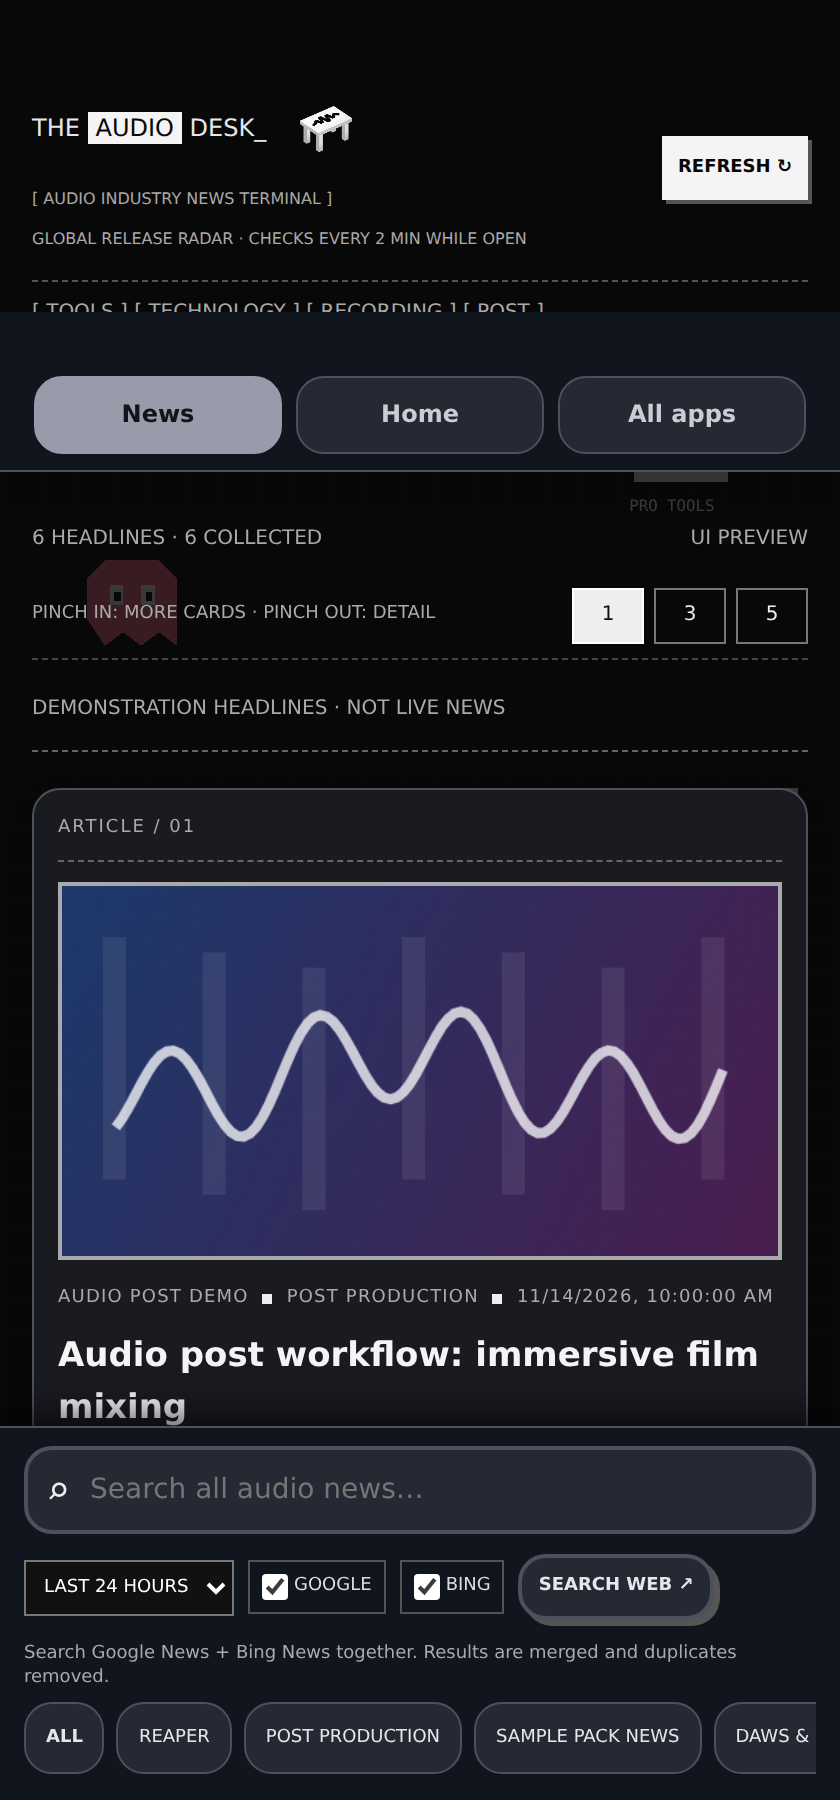 THE AUDIO DESK_
REFRESH ↻
[ AUDIO INDUSTRY NEWS TERMINAL ]
GLOBAL RELEASE RADAR · CHECKS EVERY 2 MIN WHILE OPEN
[ TOOLS ] [ TECHNOLOGY ] [ RECORDING ] [ POST ]
News
Home
All apps
PRO TOOLS
6 HEADLINES · 6 COLLECTED
UI PREVIEW
PINCH IN: MORE CARDS · PINCH OUT: DETAIL
1
3
5
DEMONSTRATION HEADLINES · NOT LIVE NEWS
ARTICLE / 01
AUDIO POST DEMO ■ POST PRODUCTION ■ 11/14/2026, 10:00:00 AM
Audio post workflow: immersive film
mixing
Search all audio news...
LAST 24 HOURS
GOOGLE
BING
SEARCH WEB ↗
Search Google News + Bing News together. Results are merged and duplicates
removed.
ALL
REAPER
POST PRODUCTION
SAMPLE PACK NEWS
DAWS &